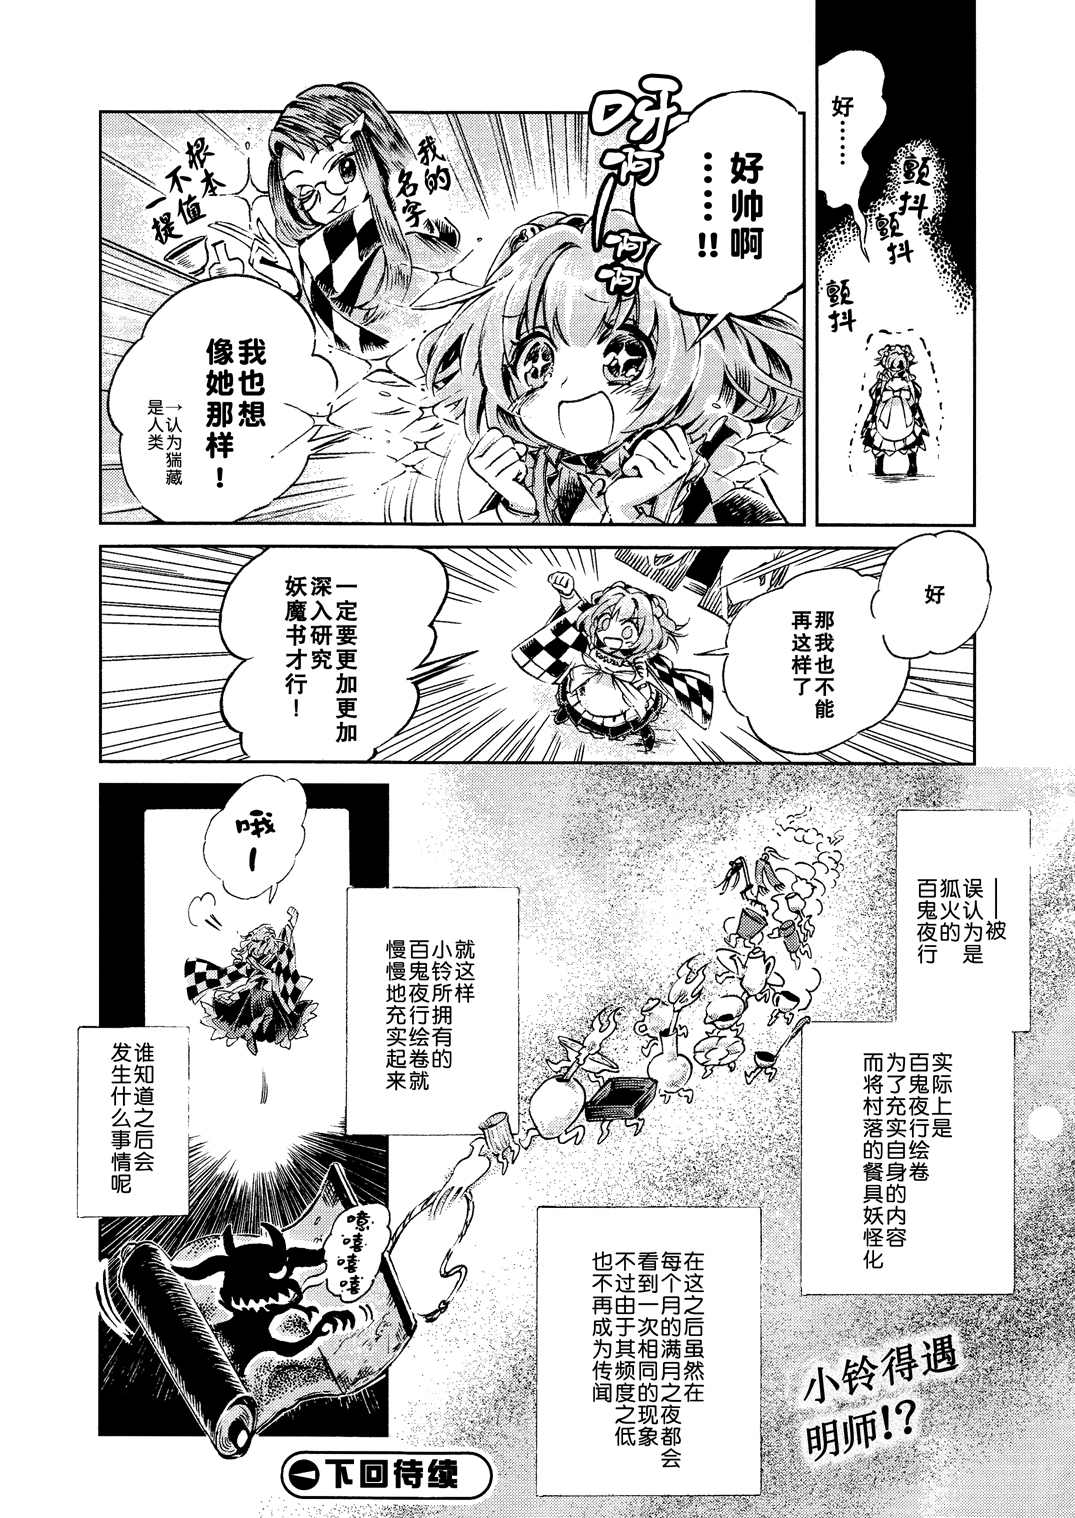 好……
颤抖
颤抖
颤抖
好帅啊
……!!
呀啊—
啊啊
我的
名字
根本
不值
一提
我也想
像她那样！
→认为猯藏
是人类
好
那我也不能
再这样了
一定要更加更加
深入研究
妖魔书才行！
——被
误认为是
狐火的
百鬼夜行
实际上是
百鬼夜行绘卷
为了充实自身的内容
而将村落的餐具妖怪化
在这之后虽然在
每个月的满月之夜都会
看到一次相同的现象
不过由于其频度之低
也不再成为传闻
就这样
小铃所拥有的
百鬼夜行绘卷就
慢慢地充实起来
哦—
谁知道之后会
发生什么事情呢
噫嘻嘻嘻
小铃得遇
明师!?
下回待续